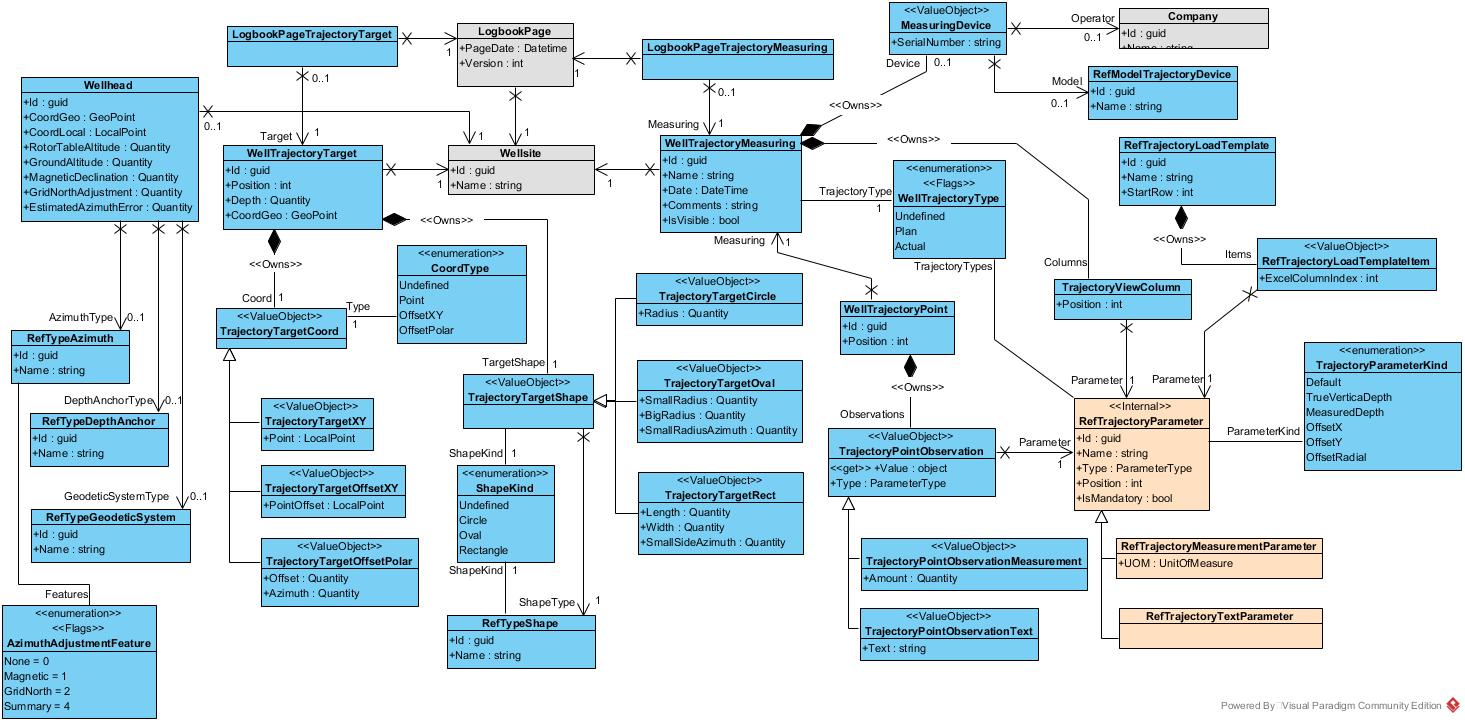 <<ValueObject>>
MeasuringDevice
+SerialNumber : string
Operator
0..1
Company
+Id : guid
LogbookPageTrajectoryTarget
1
LogbookPage
+PageDate : Datetime
+Version : int
1
LogbookPageTrajectoryMeasuring
Device
0..1
Model
0..1
RefModelTrajectoryDevice
+Id : guid
+Name : string
Wellhead
+Id : guid
+CoordGeo : GeoPoint
+CoordLocal : LocalPoint
+RotorTableAltitude : Quantity
+GroundAltitude : Quantity
+MagneticDeclination : Quantity
+GridNorthAdjustment : Quantity
+EstimatedAzimuthError : Quantity
0..1
0..1
0..1
<<Owns>>
Target
1
1
1
Measuring
1
<<Owns>>
WellTrajectoryTarget
+Id : guid
+Position : int
+Depth : Quantity
+CoordGeo : GeoPoint
1
Wellsite
+Id : guid
+Name : string
1
WellTrajectoryMeasuring
+Id : guid
+Name : string
+Date : DateTime
+Comments : string
+IsVisible : bool
TrajectoryType
1
<<enumeration>>
<<Flags>>
WellTrajectoryType
Undefined
Plan
Actual
RefTrajectoryLoadTemplate
+Id : guid
+Name : string
+StartRow : int
<<Owns>>
<<Owns>>
Measuring
1
<<Owns>>
Items
<<ValueObject>>
RefTrajectoryLoadTemplateItem
+ExcelColumnIndex : int
TrajectoryTypes
Columns
TrajectoryViewColumn
+Position : int
<<enumeration>>
CoordType
Undefined
Point
OffsetXY
OffsetPolar
Coord
1
Type
1
<<ValueObject>>
TrajectoryTargetCoord
<<ValueObject>>
TrajectoryTargetCircle
+Radius : Quantity
WellTrajectoryPoint
+Id : guid
+Position : int
<<Owns>>
AzimuthType
0..1
RefTypeAzimuth
+Id : guid
+Name : string
TargetShape
1
<<ValueObject>>
TrajectoryTargetShape
<<ValueObject>>
TrajectoryTargetOval
+SmallRadius : Quantity
+BigRadius : Quantity
+SmallRadiusAzimuth : Quantity
Parameter
1
Parameter
1
<<enumeration>>
TrajectoryParameterKind
Default
TrueVerticaDepth
MeasuredDepth
OffsetX
OffsetY
OffsetRadial
DepthAnchorType
0..1
RefTypeDepthAnchor
+Id : guid
+Name : string
<<ValueObject>>
TrajectoryTargetXY
+Point : LocalPoint
Observations
<<ValueObject>>
TrajectoryPointObservation
<<get>> +Value : object
+Type : ParameterType
Parameter
1
<<Internal>>
RefTrajectoryParameter
+Id : guid
+Name : string
+Type : ParameterType
+Position : int
+IsMandatory : bool
ParameterKind
ShapeKind
1
<<enumeration>>
ShapeKind
Undefined
Circle
Oval
Rectangle
ShapeKind
1
<<ValueObject>>
TrajectoryTargetRect
+Length : Quantity
+Width : Quantity
+SmallSideAzimuth : Quantity
<<ValueObject>>
TrajectoryTargetOffsetXY
+PointOffset : LocalPoint
GeodeticSystemType
0..1
RefTypeGeodeticSystem
+Id : guid
+Name : string
<<ValueObject>>
TrajectoryTargetOffsetPolar
+Offset : Quantity
+Azimuth : Quantity
<<ValueObject>>
TrajectoryPointObservationMeasurement
+Amount : Quantity
RefTrajectoryMeasurementParameter
+UOM : UnitOfMeasure
Features
<<enumeration>>
<<Flags>>
AzimuthAdjustmentFeature
None = 0
Magnetic = 1
GridNorth = 2
Summary = 4
ShapeType
1
RefTypeShape
+Id : guid
+Name : string
<<ValueObject>>
TrajectoryPointObservationText
+Text : string
RefTrajectoryTextParameter
Powered By Visual Paradigm Community Edition